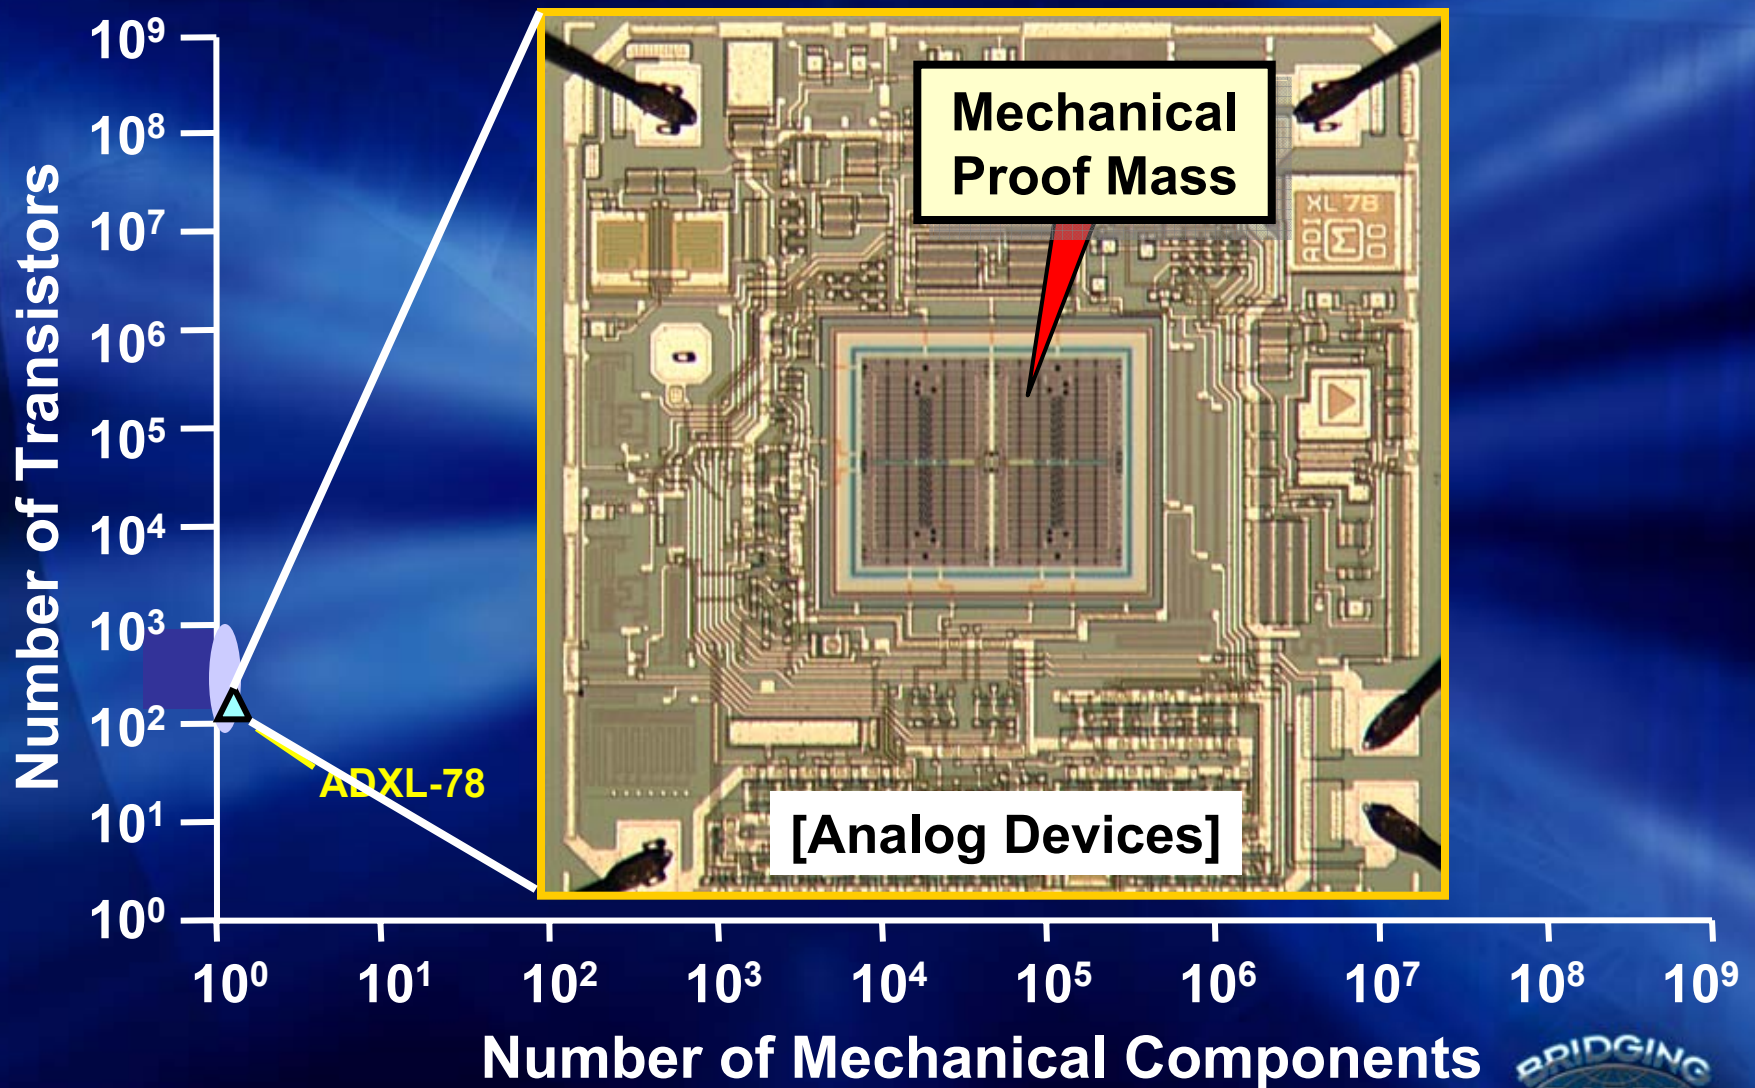 10⁹
10⁸
10⁷
10⁶
10⁵
10⁴
10³
10²
10¹
10⁰
Number of Transistors
Mechanical
Proof Mass
XL 78
ADI
M
ADXL-78
[Analog Devices]
10⁰ 10¹ 10² 10³ 10⁴ 10⁵ 10⁶ 10⁷ 10⁸ 10⁹
Number of Mechanical Components
BRIDGING